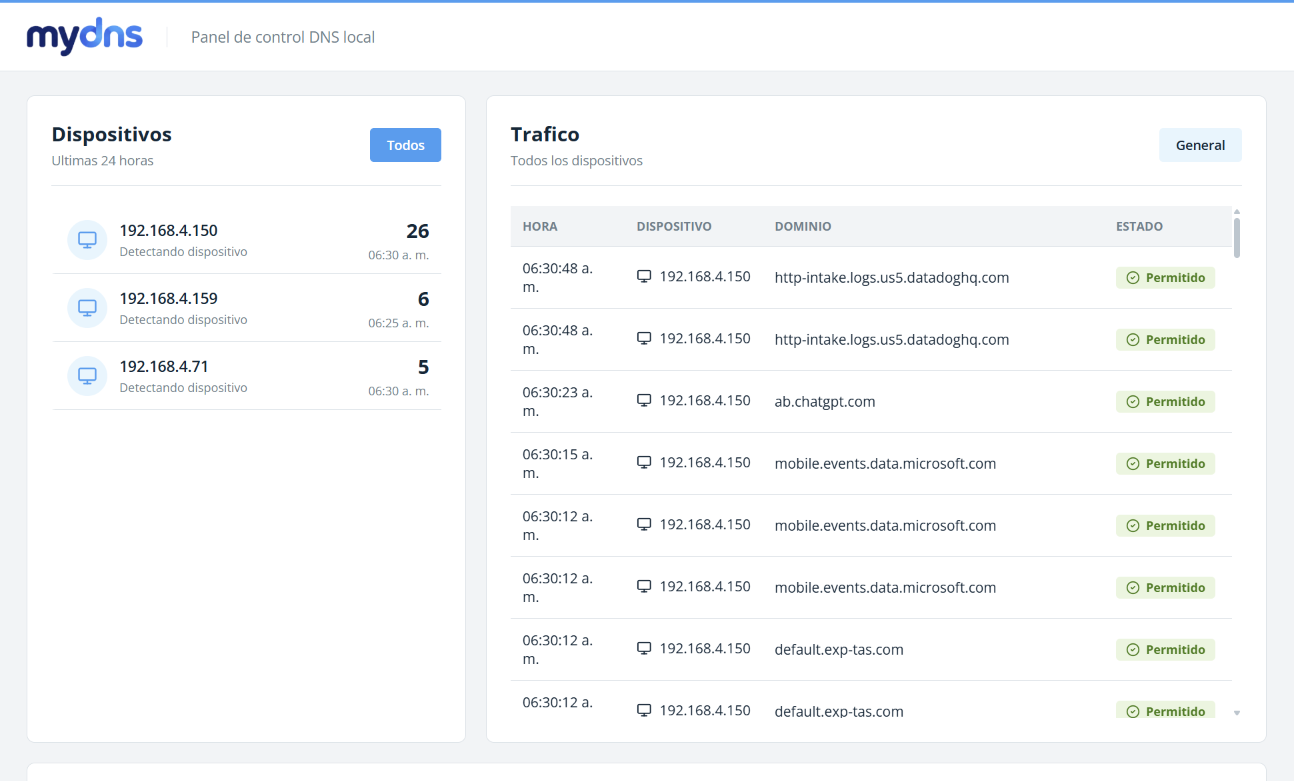 mydns
Panel de control DNS local
Dispositivos
Ultimas 24 horas
Todos
192.168.4.150
Detectando dispositivo
26
06:30 a. m.
192.168.4.159
Detectando dispositivo
6
06:25 a. m.
192.168.4.71
Detectando dispositivo
5
06:30 a. m.
Trafico
Todos los dispositivos
General
HORA DISPOSITIVO DOMINIO ESTADO
06:30:48 a. m. 192.168.4.150 http-intake.logs.us5.datadoghq.com Permitido
06:30:48 a. m. 192.168.4.150 http-intake.logs.us5.datadoghq.com Permitido
06:30:23 a. m. 192.168.4.150 ab.chatgpt.com Permitido
06:30:15 a. m. 192.168.4.150 mobile.events.data.microsoft.com Permitido
06:30:12 a. m. 192.168.4.150 mobile.events.data.microsoft.com Permitido
06:30:12 a. m. 192.168.4.150 mobile.events.data.microsoft.com Permitido
06:30:12 a. m. 192.168.4.150 default.exp-tas.com Permitido
06:30:12 a. 192.168.4.150 default.exp-tas.com Permitido